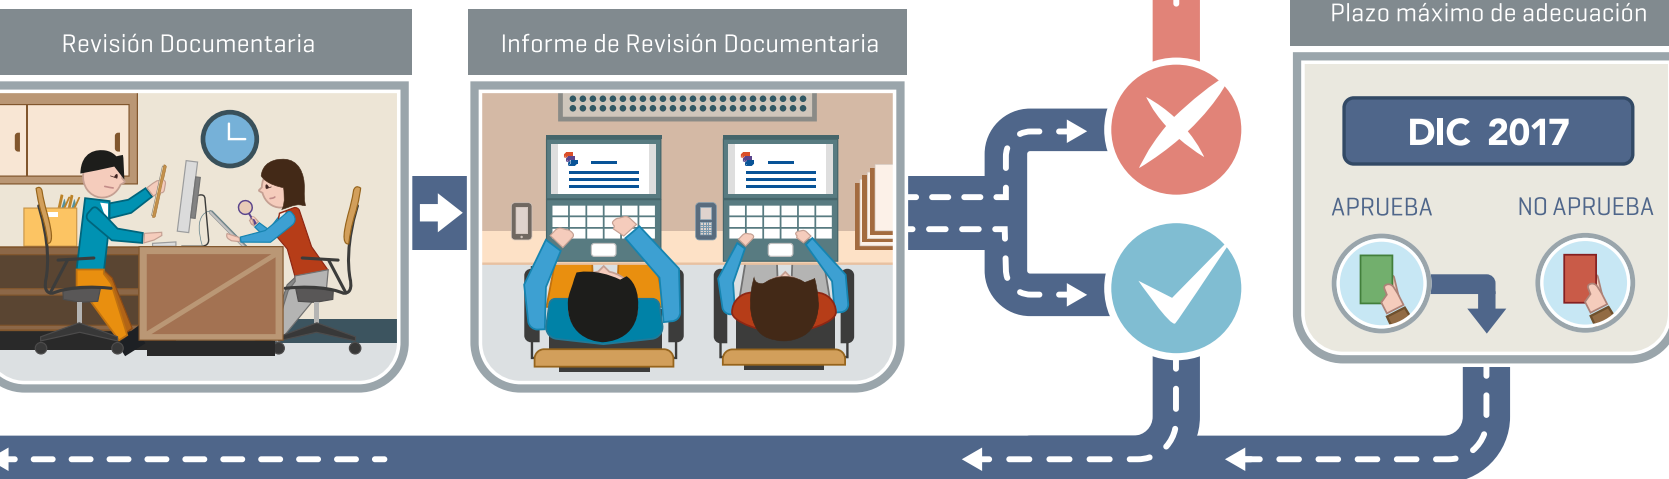 Revisión Documentaria
Informe de Revisión Documentaria
Plazo máximo de adecuación
DIC 2017
APRUEBA
NO APRUEBA